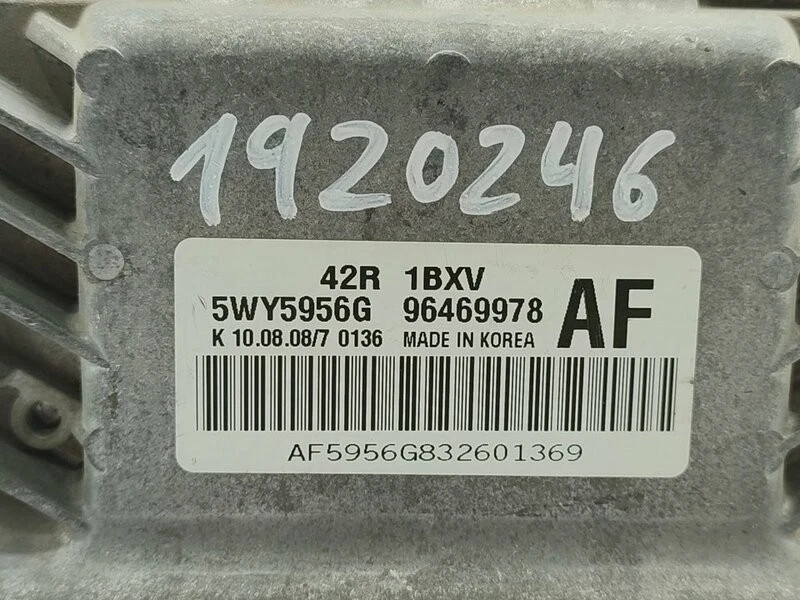 1920246
42R 1BXV
5WY5956G 96469978 AF
K 10.08.08/7 0136 MADE IN KOREA
AF5956G832601369